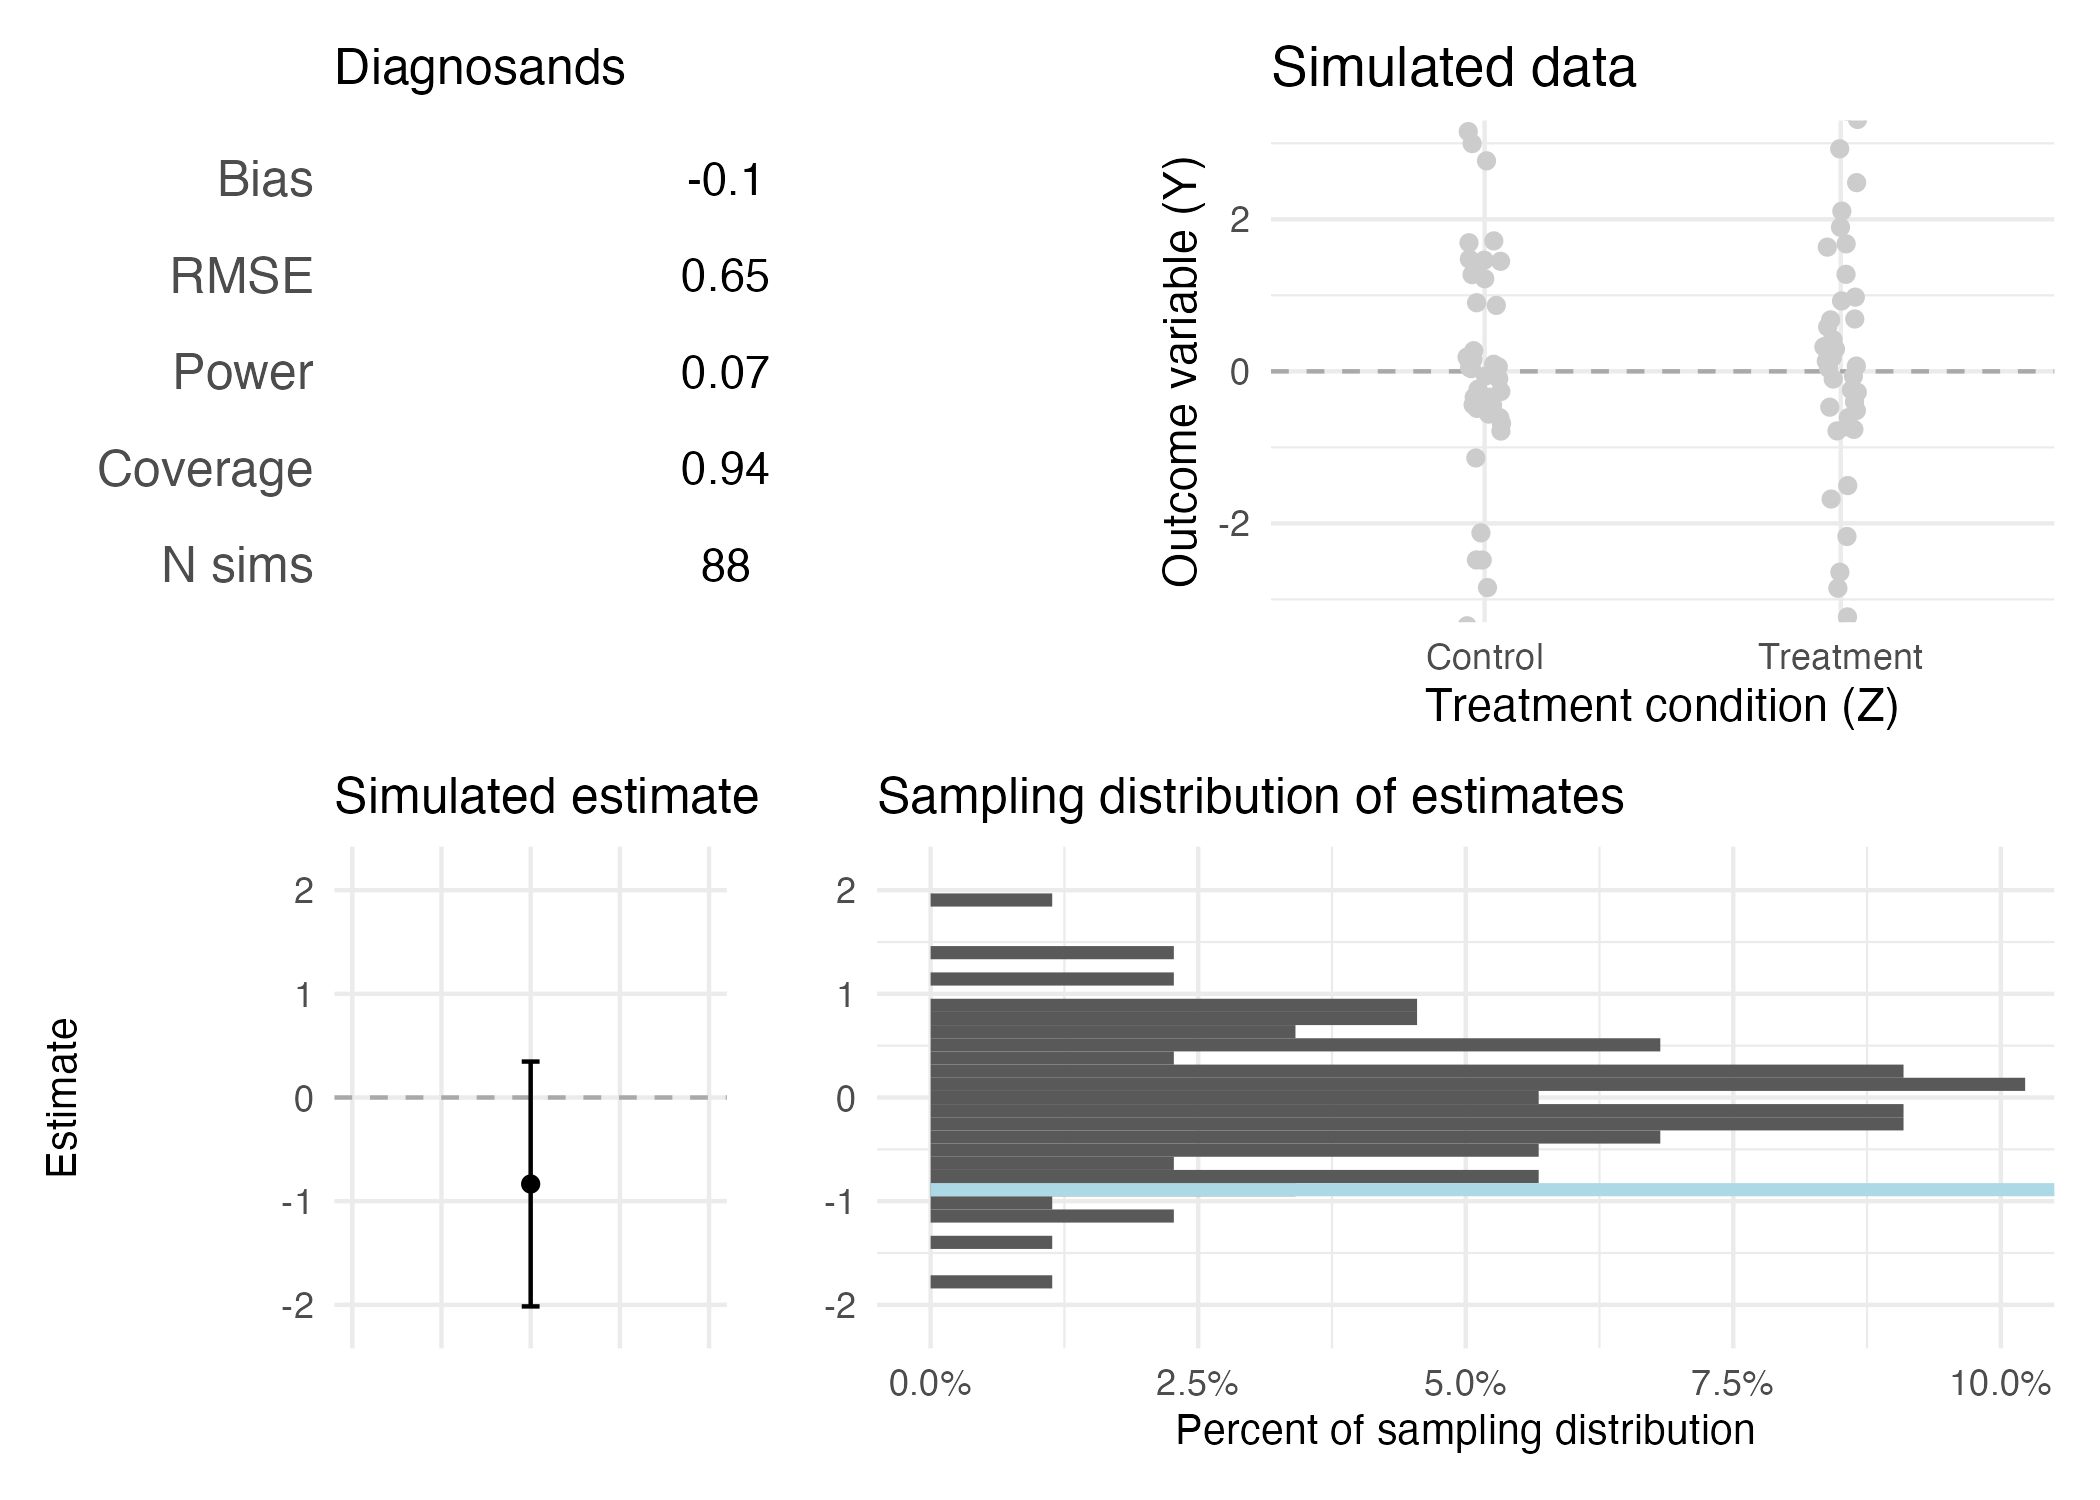 Diagnosands
Bias -0.1
RMSE 0.65
Power 0.07
Coverage 0.94
N sims 88
Simulated data
Outcome variable (Y)
2
0
-2
Control Treatment
Treatment condition (Z)
Simulated estimate
Estimate
2
1
0
-1
-2
Sampling distribution of estimates
2
1
0
-1
-2
0.0% 2.5% 5.0% 7.5% 10.0%
Percent of sampling distribution